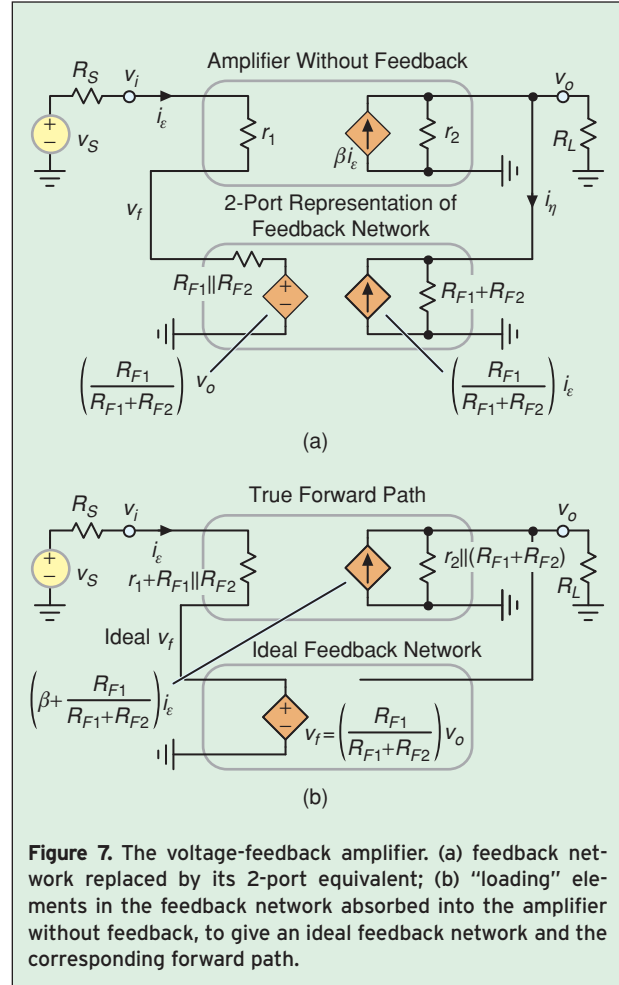 Amplifier Without Feedback
R_S
v_i
v_o
i_ε
r_1
βi_ε
r_2
v_S
R_L
2-Port Representation of
Feedback Network
v_f
i_η
R_F1||R_F2
R_F1+R_F2
(R_F1/(R_F1+R_F2)) v_o
(R_F1/(R_F1+R_F2)) i_ε
(a)
True Forward Path
R_S
v_i
v_o
i_ε
r_1+R_F1||R_F2
r_2||(R_F1+R_F2)
v_S
R_L
Ideal v_f
Ideal Feedback Network
(β+R_F1/(R_F1+R_F2)) i_ε
v_f=(R_F1/(R_F1+R_F2)) v_o
(b)
Figure 7. The voltage-feedback amplifier. (a) feedback net-
work replaced by its 2-port equivalent; (b) “loading” ele-
ments in the feedback network absorbed into the amplifier
without feedback, to give an ideal feedback network and the
corresponding forward path.